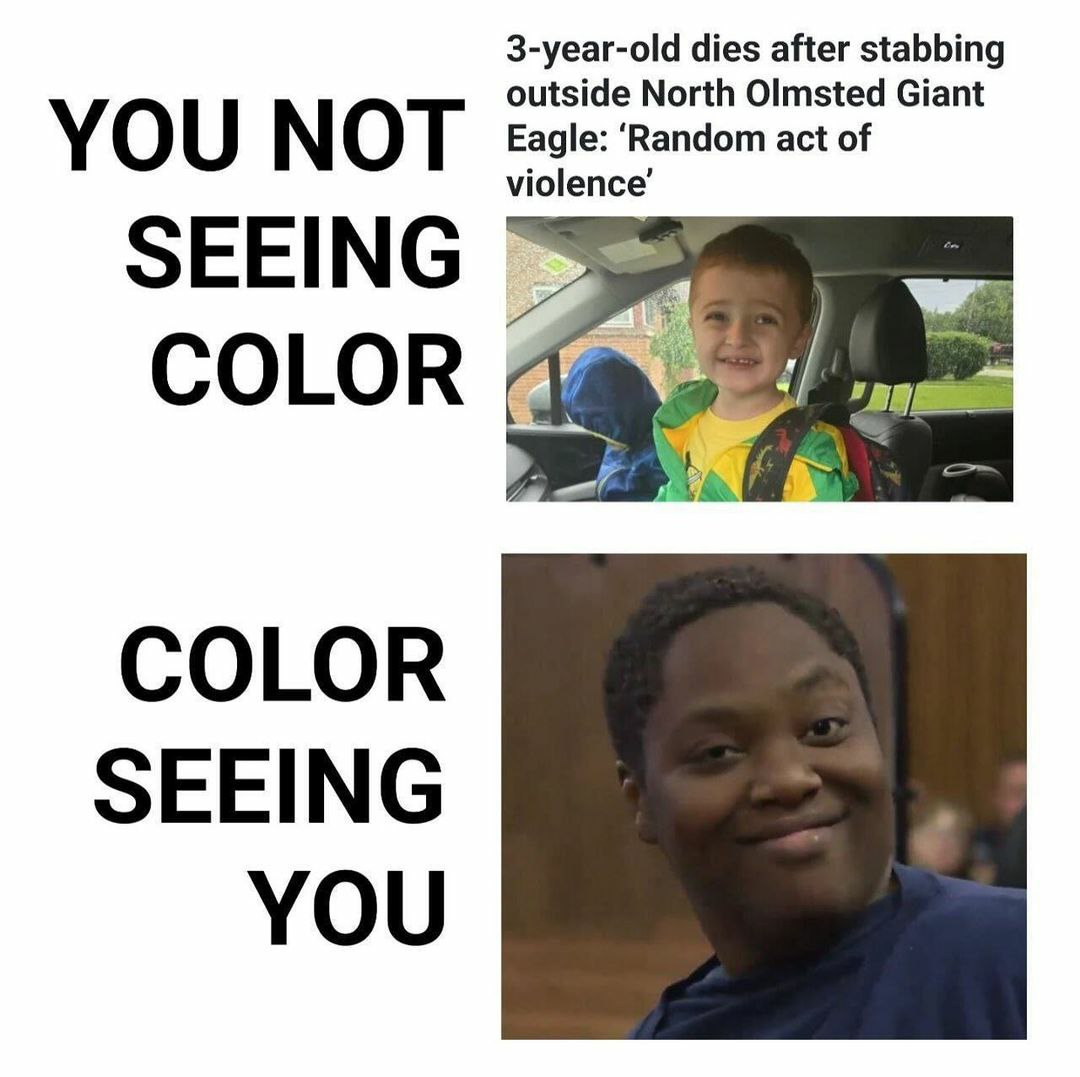 YOU NOT
SEEING
COLOR
3-year-old dies after stabbing
outside North Olmsted Giant
Eagle: ‘Random act of
violence’
COLOR
SEEING
YOU